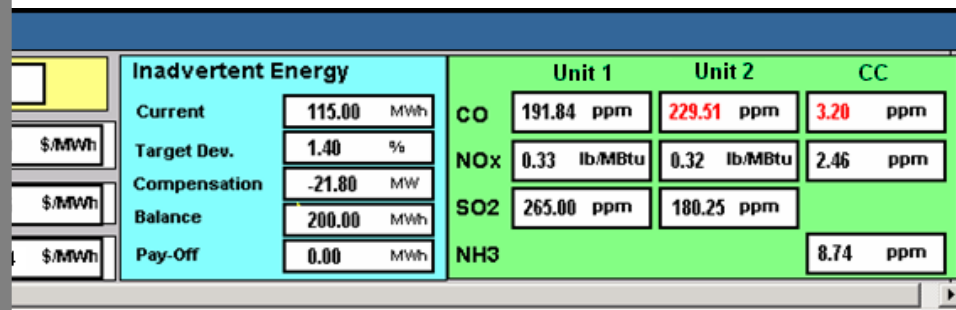 Inadvertent Energy
Unit 1 Unit 2 CC
Current 115.00 MWh CO 191.84 ppm 229.51 ppm 3.20 ppm
$/MWh Target Dev. 1.40 % NOx 0.33 lb/MBtu 0.32 lb/MBtu 2.46 ppm
$/MWh Compensation -21.80 MW
Balance 200.00 MWh SO2 265.00 ppm 180.25 ppm
$/MWh Pay-Off 0.00 MWh NH3 8.74 ppm